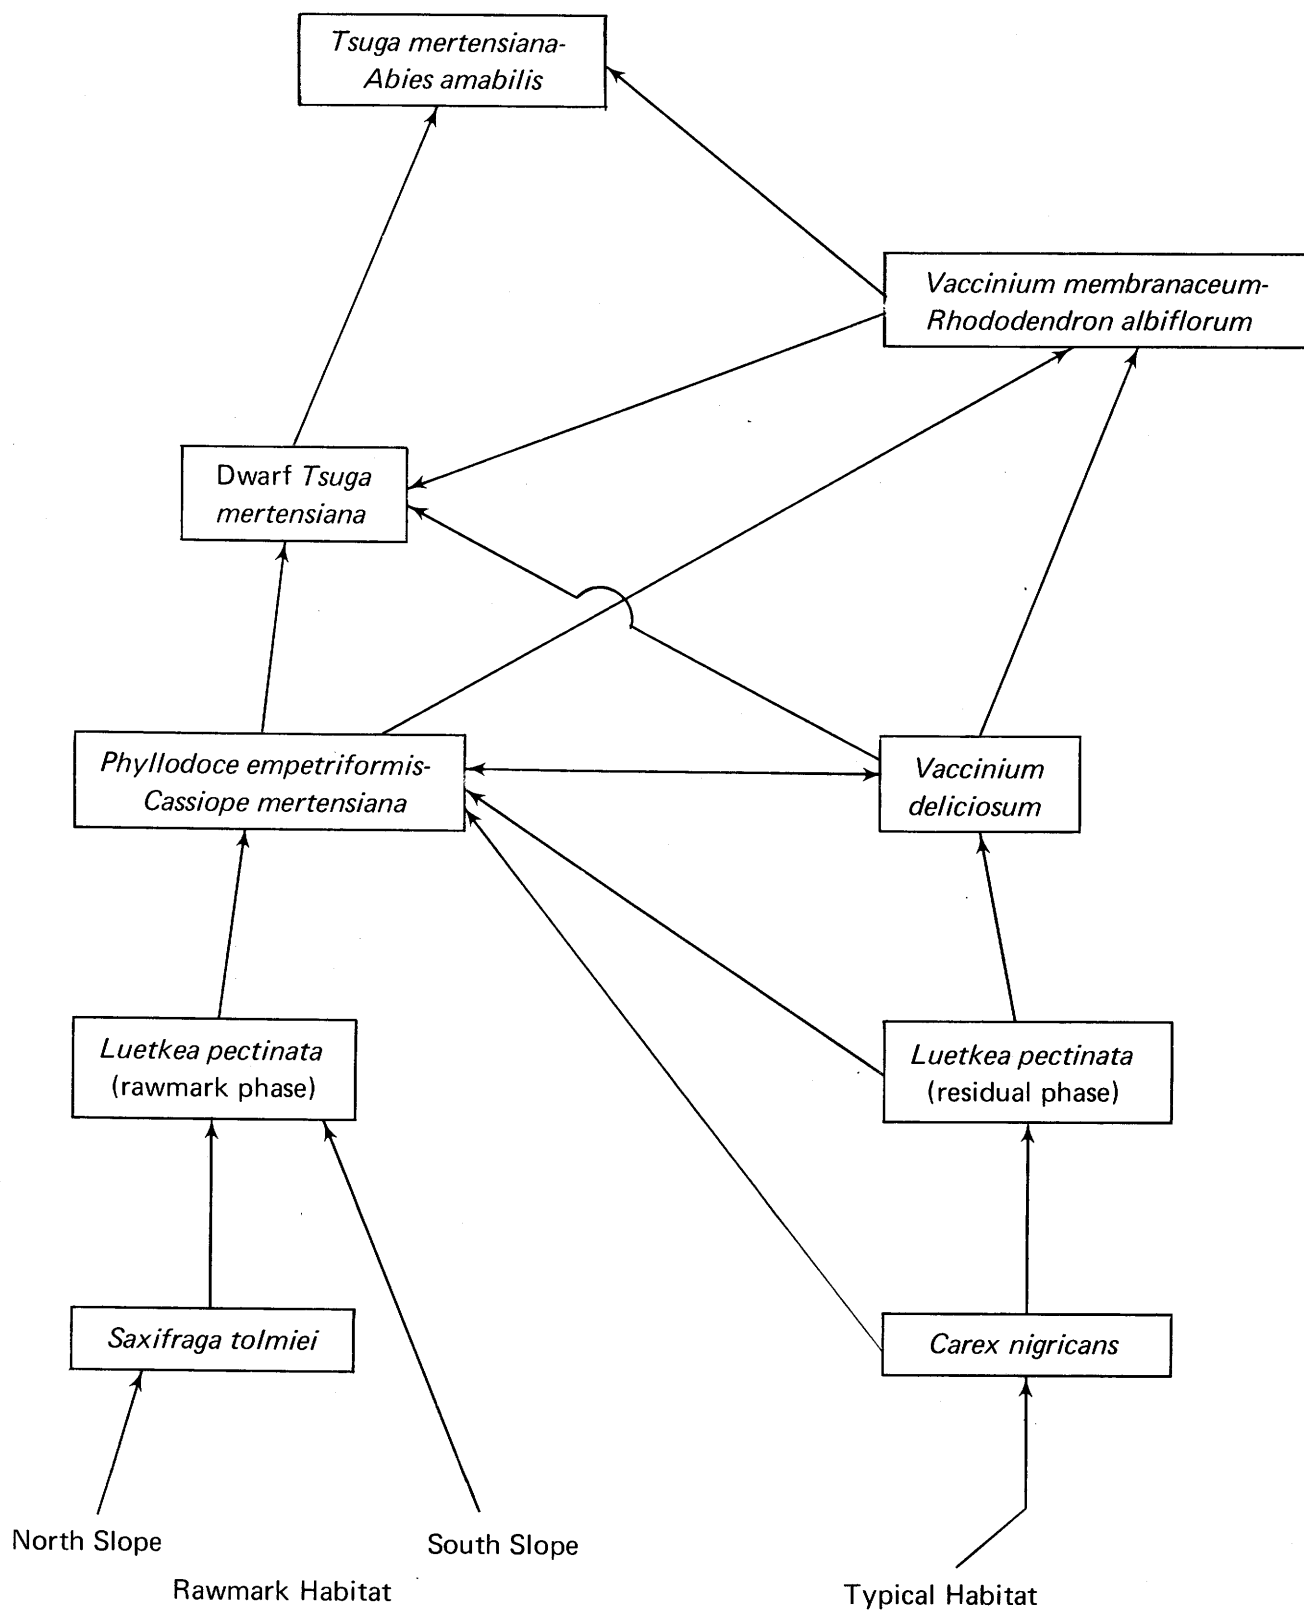 Tsuga mertensiana-
Abies amabilis
Vaccinium membranaceum-
Rhododendron albiflorum
Dwarf Tsuga
mertensiana
Phyllodoce empetriformis-
Cassiope mertensiana
Vaccinium
deliciosum
Luetkea pectinata
(rawmark phase)
Luetkea pectinata
(residual phase)
Saxifraga tolmiei
Carex nigricans
North Slope
South Slope
Rawmark Habitat
Typical Habitat